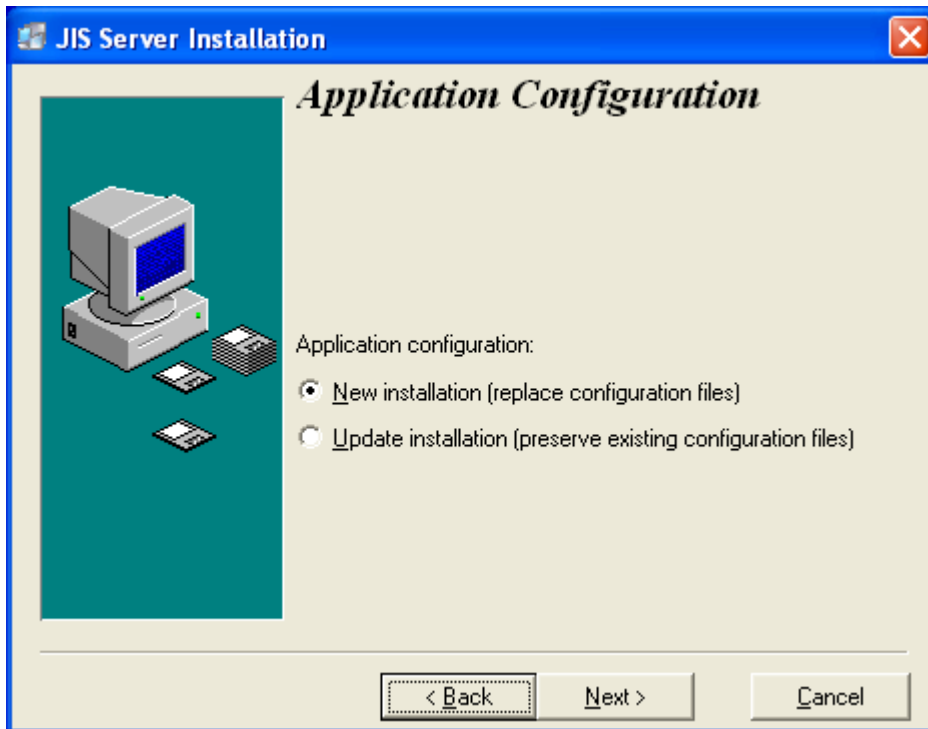 JIS Server Installation
Application Configuration
Application configuration:
New installation (replace configuration files)
Update installation (preserve existing configuration files)
< Back Next > Cancel